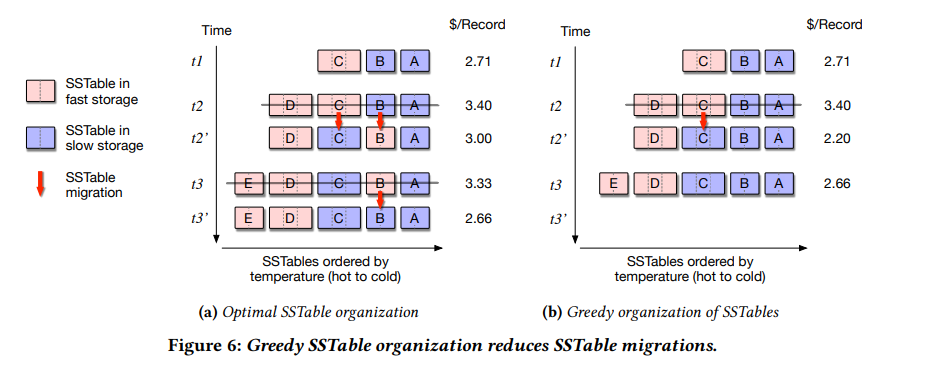 $/Record
$/Record
Time
Time
SSTable in
fast storage
SSTable in
slow storage
SSTable
migration
t1 C B A 2.71
t2 D C B A 3.40
t2' D C B A 3.00
t3 E D C B A 3.33
t3' E D C B A 2.66
SSTables ordered by
temperature (hot to cold)
(a) Optimal SSTable organization
t1 C B A 2.71
t2 D C B A 3.40
t2' D C B A 2.20
t3 E D C B A 2.66
t3'
SSTables ordered by
temperature (hot to cold)
(b) Greedy organization of SSTables
Figure 6: Greedy SSTable organization reduces SSTable migrations.